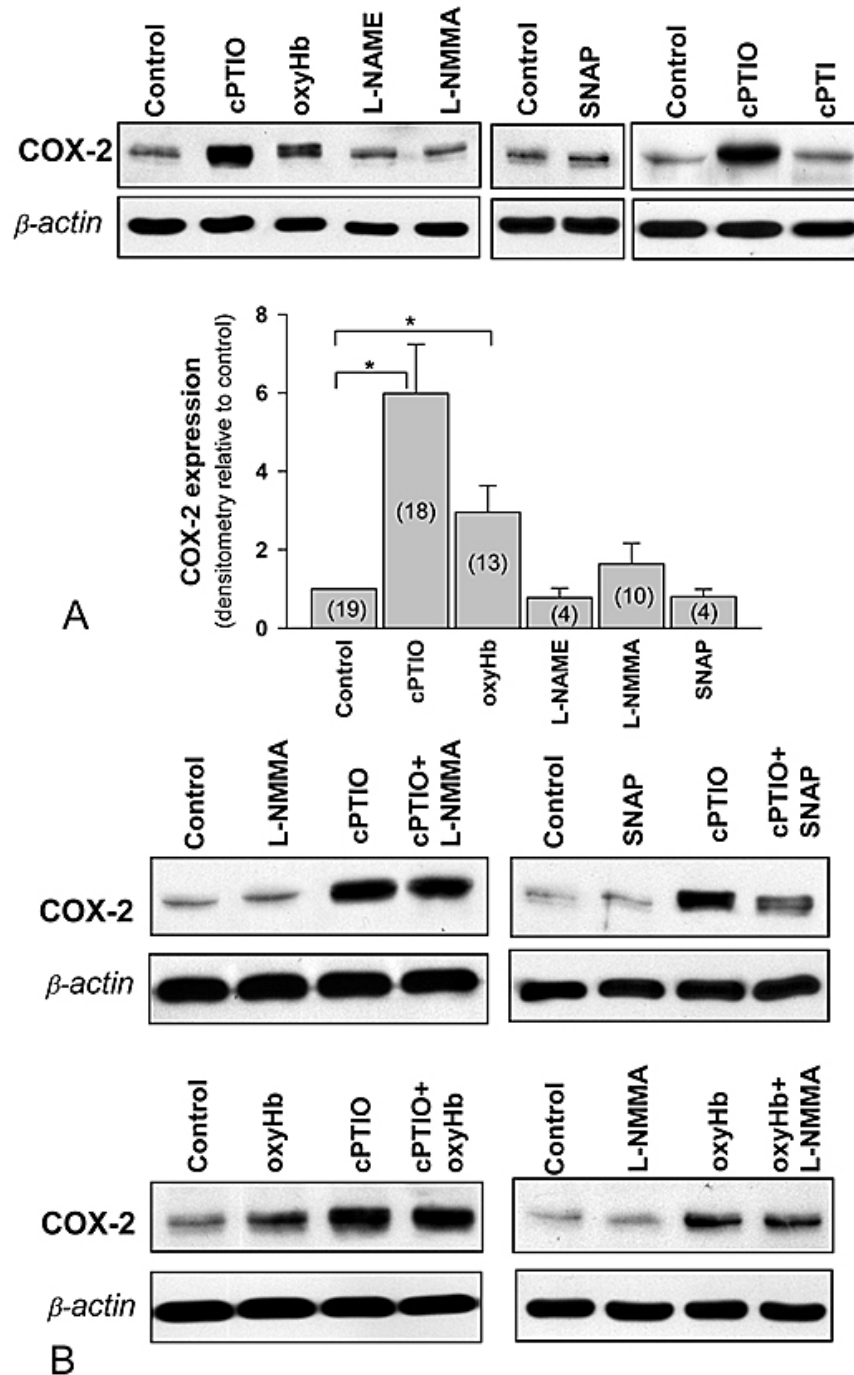 Control cPTIO oxyHb L-NAME L-NMMA Control SNAP Control cPTIO cPTI
COX-2
β-actin
COX-2 expression
(densitometry relative to control)
8
6
4
2
0
*
*
(19) (18) (13) (4) (10) (4)
Control cPTIO oxyHb L-NAME L-NMMA SNAP
A
Control L-NMMA cPTIO cPTIO+ L-NMMA Control SNAP cPTIO cPTIO+ SNAP
COX-2
β-actin
Control oxyHb cPTIO cPTIO+ oxyHb Control L-NMMA oxyHb oxyHb+ L-NMMA
COX-2
β-actin
B